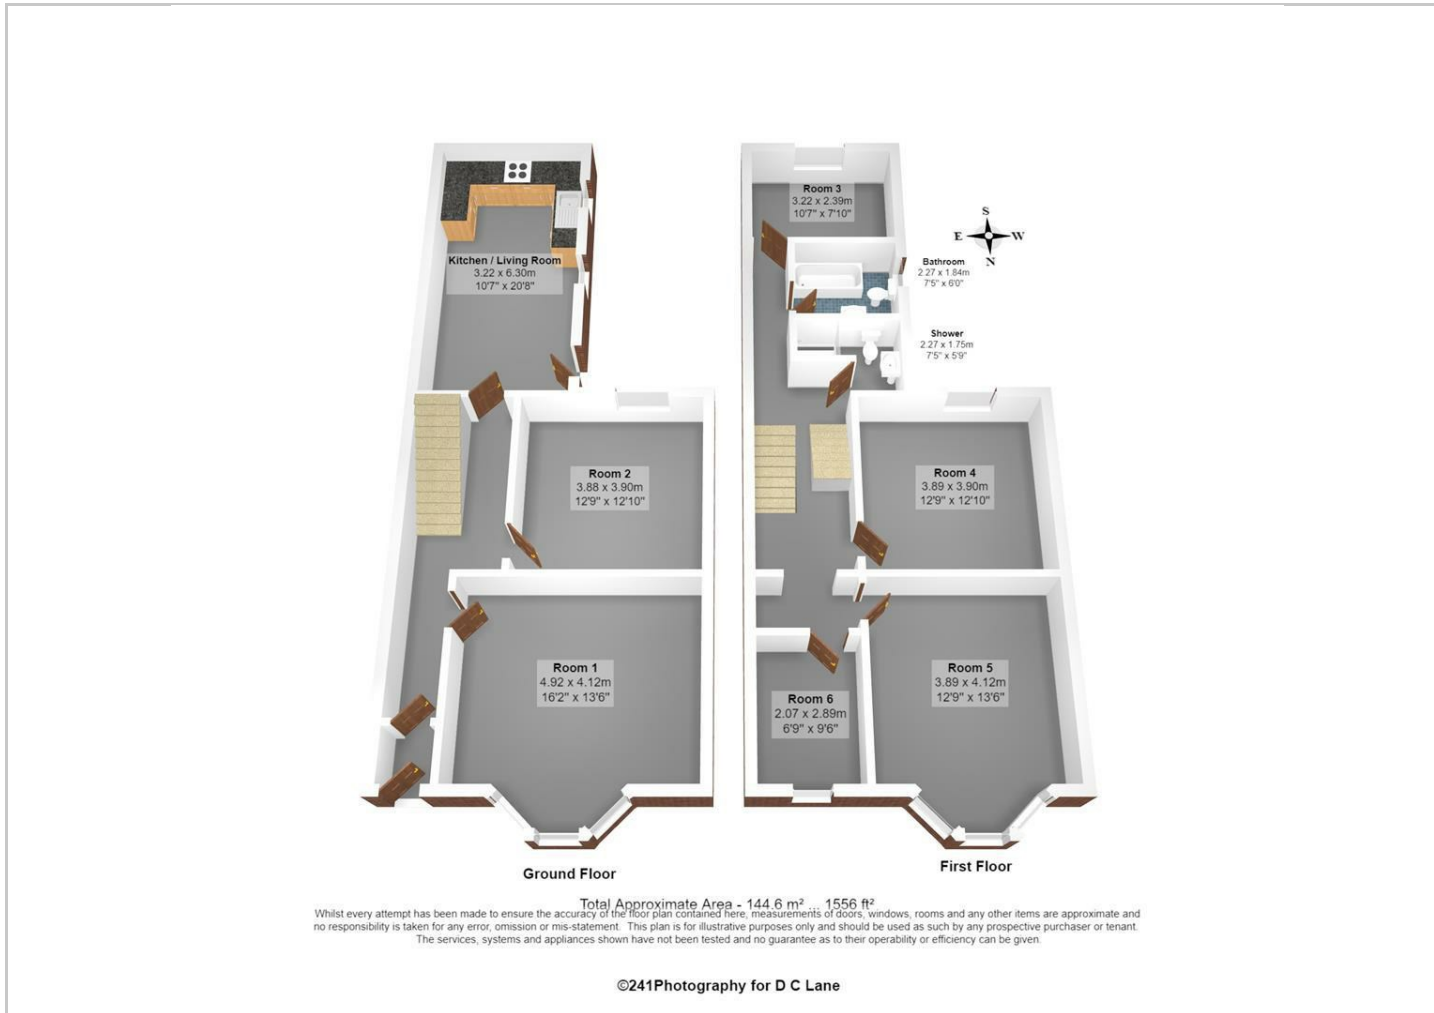 Room 3
3.22 x 2.39m
10'7" x 7'10"
S
E W
N
Bathroom
2.27 x 1.84m
7'5" x 6'0"
Kitchen / Living Room
3.22 x 6.30m
10'7" x 20'8"
Shower
2.27 x 1.75m
7'5" x 5'9"
Room 2
3.88 x 3.90m
12'9" x 12'10"
Room 4
3.89 x 3.90m
12'9" x 12'10"
Room 1
4.92 x 4.12m
16'2" x 13'6"
Room 5
3.89 x 4.12m
12'9" x 13'6"
Room 6
2.07 x 2.89m
6'9" x 9'6"
Ground Floor
First Floor
Total Approximate Area - 144.6 m² ... 1556 ft²
Whilst every attempt has been made to ensure the accuracy of the floor plan contained here, measurements of doors, windows, rooms and any other items are approximate and
no responsibility is taken for any error, omission or mis-statement. This plan is for illustrative purposes only and should be used as such by any prospective purchaser or tenant.
The services, systems and appliances shown have not been tested and no guarantee as to their operability or efficiency can be given.
©241Photography for D C Lane